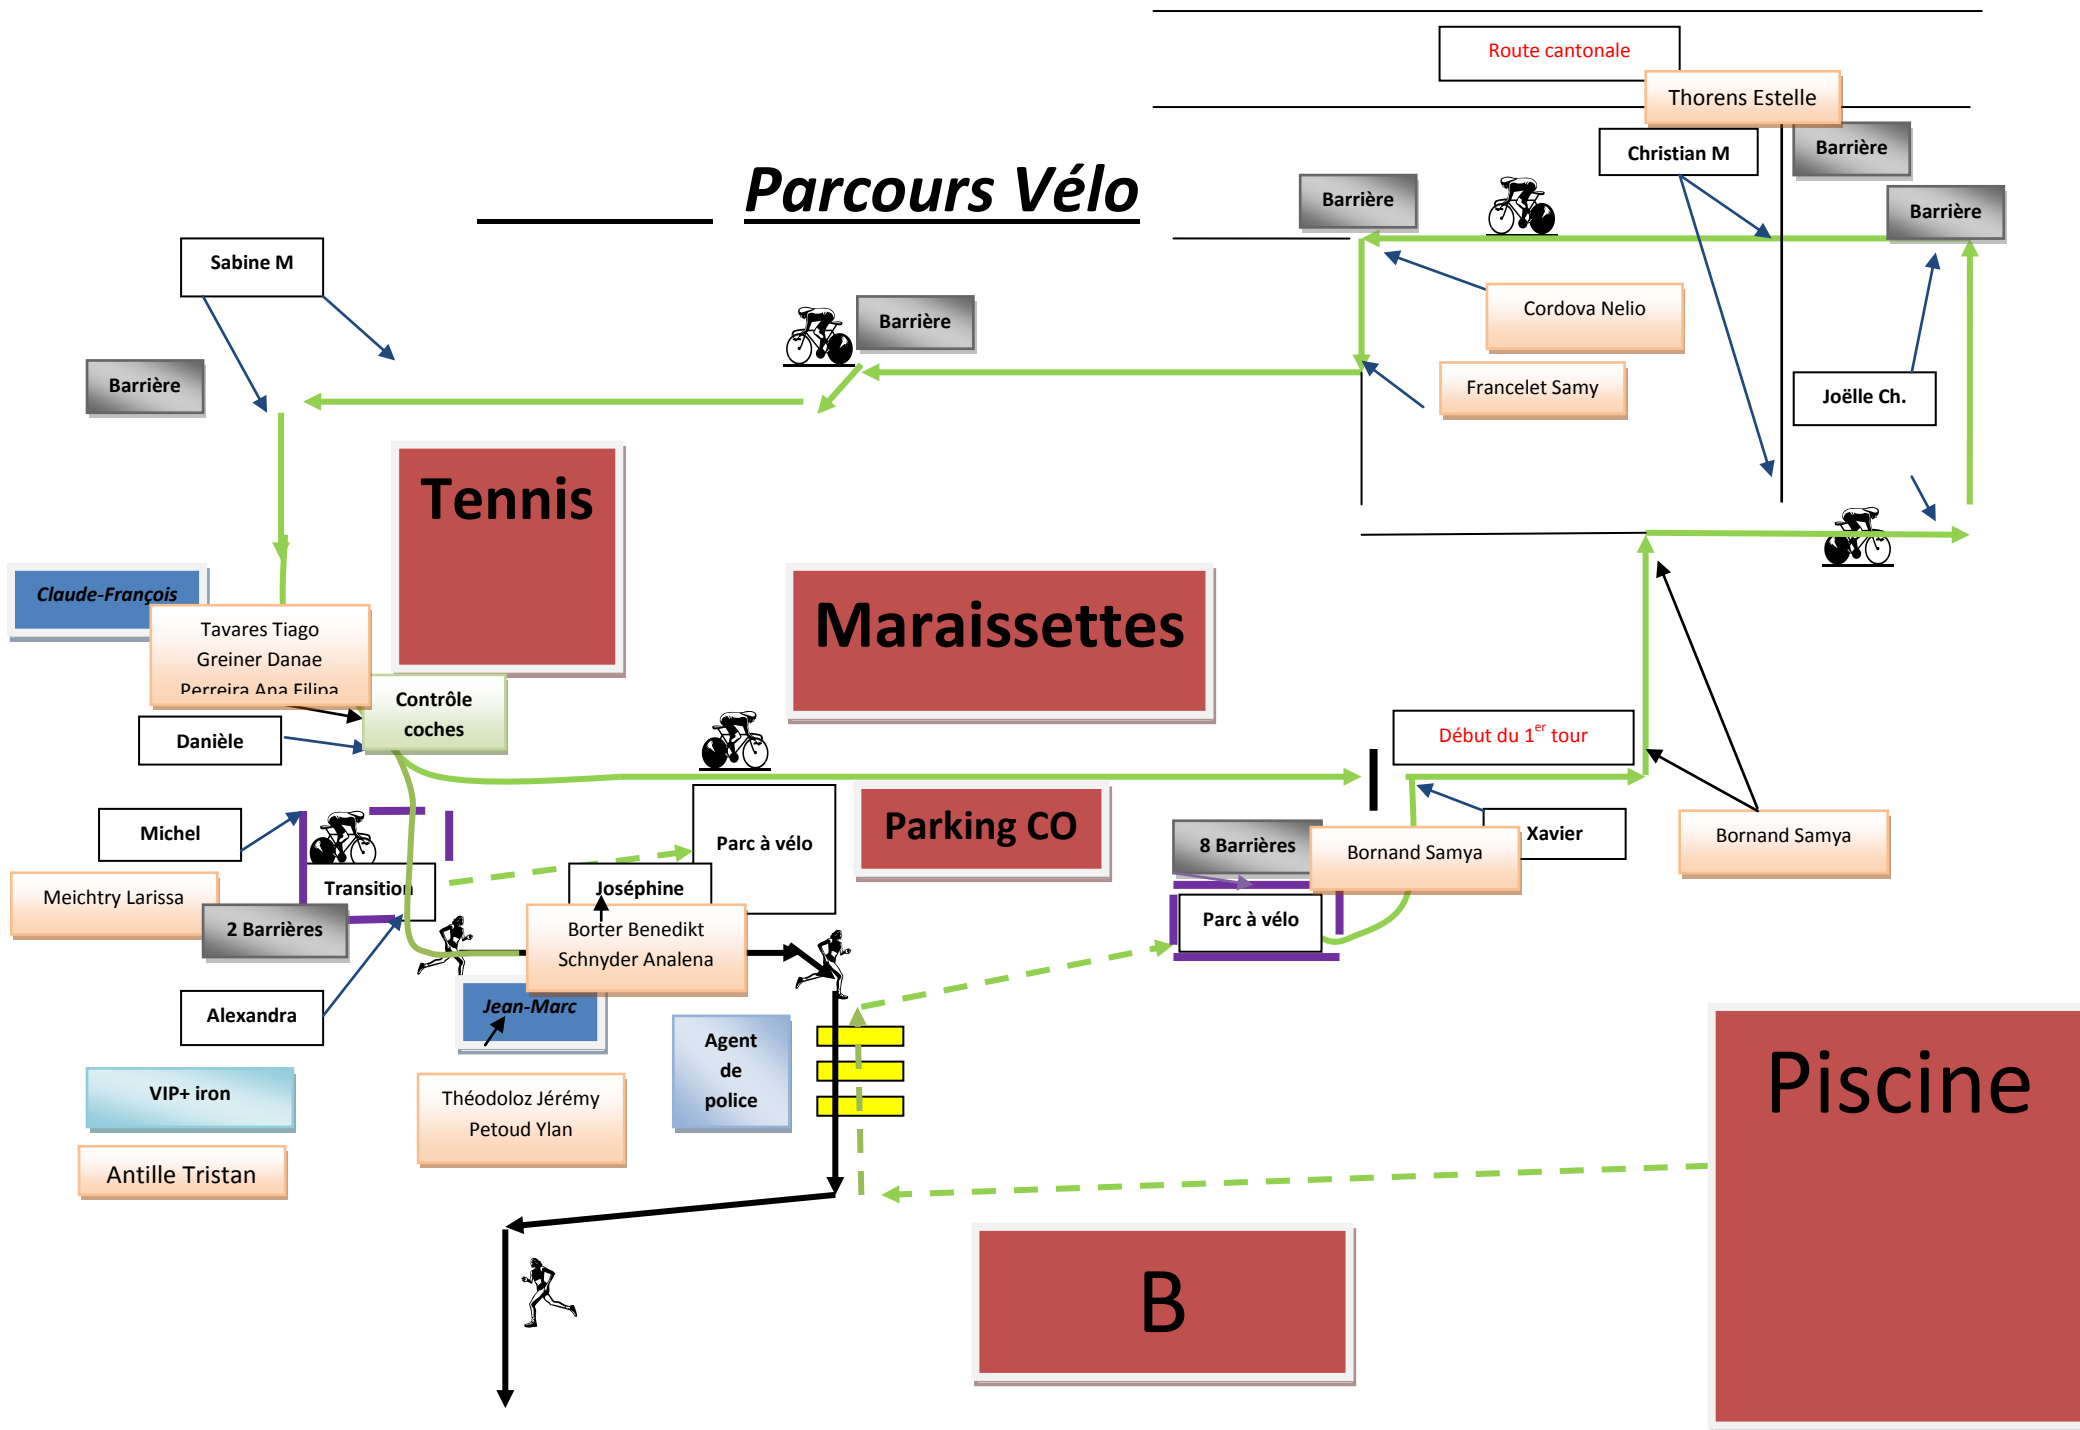 Route cantonale
Thorens Estelle
Christian M
Barrière
Parcours Vélo
Barrière
Barrière
Sabine M
Cordova Nelio
Barrière
Barrière
Francelet Samy
Joëlle Ch.
Tennis
Claude-François
Maraissettes
Tavares Tiago
Greiner Danae
Perreira Ana Filipa
Contrôle
coches
Danièle
Début du 1er tour
Michel
Parc à vélo
Parking CO
8 Barrières
Bornand Samya
Xavier
Bornand Samya
Transition
Joséphine
Meichtry Larissa
2 Barrières
Borter Benedikt
Schnyder Analena
Parc à vélo
Alexandra
Jean-Marc
Agent
de
police
Piscine
VIP+ iron
Théodoloz Jérémy
Petoud Ylan
Antille Tristan
B